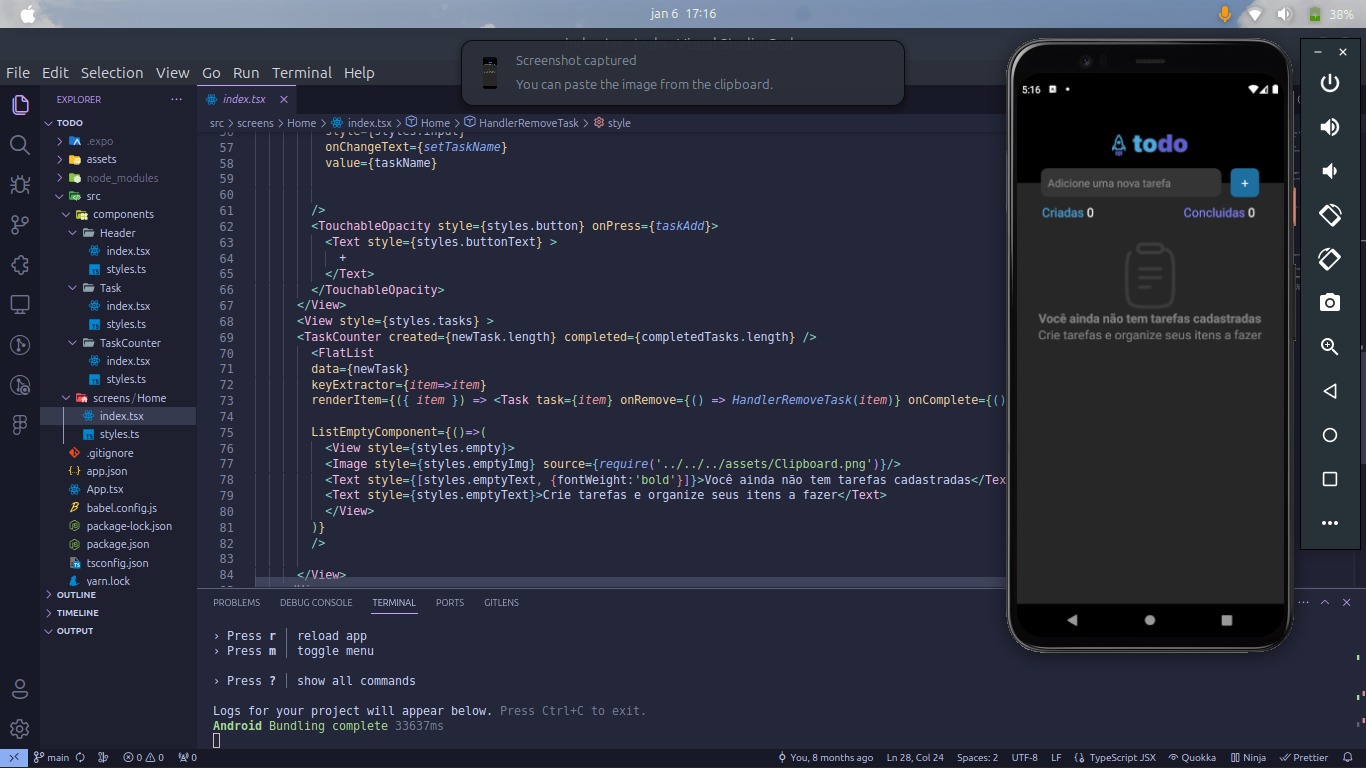 jan 6 17:16
38%
Screenshot captured
You can paste the image from the clipboard.
File Edit Selection View Go Run Terminal Help
EXPLORER
TODO
.expo
assets
node_modules
src
components
Header
index.tsx
styles.ts
Task
index.tsx
styles.ts
TaskCounter
index.tsx
styles.ts
screens/Home
index.tsx
styles.ts
.gitignore
app.json
App.tsx
babel.config.js
package-lock.json
package.json
tsconfig.json
yarn.lock
OUTLINE
TIMELINE
OUTPUT
index.tsx
src > screens > Home > index.tsx > Home > HandlerRemoveTask > style
56 style={styles.input}
57 onChangeText={setTaskName}
58 value={taskName}
59
60
61 />
62 <TouchableOpacity style={styles.button} onPress={taskAdd}>
63 <Text style={styles.buttonText} >
64 +
65 </Text>
66 </TouchableOpacity>
67 </View>
68 <View style={styles.tasks} >
69 <TaskCounter created={newTask.length} completed={completedTasks.length} />
70 <FlatList
71 data={newTask}
72 keyExtractor={item=>item}
73 renderItem={({ item }) => <Task task={item} onRemove={() => HandlerRemoveTask(item)} onComplete={()
74
75 ListEmptyComponent={()=>(
76 <View style={styles.empty}>
77 <Image style={styles.emptyImg} source={require('../../../assets/Clipboard.png')}/>
78 <Text style={[styles.emptyText, {fontWeight:'bold'}]}>Você ainda não tem tarefas cadastradas</Tex
79 <Text style={styles.emptyText}>Crie tarefas e organize seus itens a fazer</Text>
80 </View>
81 )}
82 />
83
84 </View>
PROBLEMS DEBUG CONSOLE TERMINAL PORTS GITLENS
› Press r │ reload app
› Press m │ toggle menu
› Press ? │ show all commands
Logs for your project will appear below. Press Ctrl+C to exit.
Android Bundling complete 33637ms
main 0 0 0
You, 8 months ago Ln 28, Col 24 Spaces: 2 UTF-8 LF TypeScript JSX Quokka Ninja Prettier
5:16
todo
Adicione uma nova tarefa
+
Criadas 0 Concluidas 0
Você ainda não tem tarefas cadastradas
Crie tarefas e organize seus itens a fazer